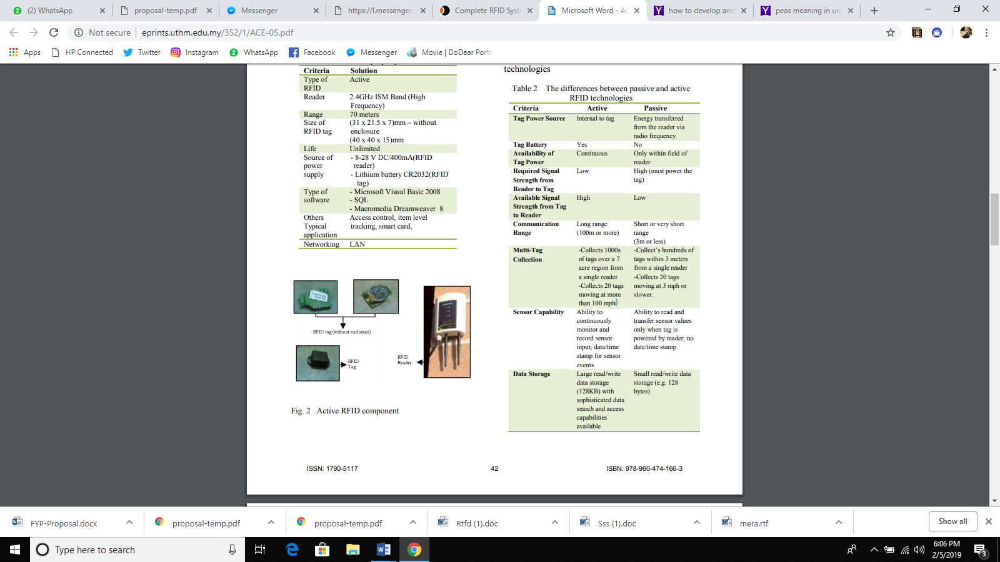 (2) WhatsApp
proposal-temp.pdf
Messenger
https://l.messenger.
Complete RFID Syst
Microsoft Word - AC
how to develop and
peas meaning in urd
Not secure | eprints.uthm.edu.my/352/1/ACE-05.pdf
Apps
HP Connected
Twitter
Instagram
WhatsApp
Facebook
Messenger
Movie | DoDear Porta
Criteria Solution
Type of Active
RFID
Reader 2.4GHz ISM Band (High
Frequency)
Range 70 meters
Size of (31 x 21.5 x 7)mm – without
RFID tag enclosure
(40 x 40 x 15)mm
Life Unlimited
Source of - 8-28 V DC/400mA(RFID
power reader)
supply - Lithium battery CR2032(RFID
tag)
Type of - Microsoft Visual Basic 2008
software - SQL
- Macromedia Dreamweaver 8
Others Access control, item level
Typical tracking, smart card,
application
Networking LAN
RFID tag (without enclosure)
RFID
Tag
RFID
Reader
Fig. 2 Active RFID component
technologies
Table 2 The differences between passive and active
RFID technologies
Criteria Active Passive
Tag Power Source Internal to tag Energy transferred
from the reader via
radio frequency.
Tag Battery Yes No
Availability of Continuous Only within field of
Tag Power reader
Required Signal Low High (must power the
Strength from tag)
Reader to Tag
Available Signal High Low
Strength from Tag
to Reader
Communication Long range Short or very short
Range (100m or more) range
(3m or less)
Multi-Tag -Collects 1000s -Collect's hundreds of
Collection of tags over a 7 tags within 3 meters
acre region from from a single reader
a single reader -Collects 20 tags
-Collects 20 tags moving at 3 mph or
moving at more slower.
than 100 mph
Sensor Capability Ability to Ability to read and
continuously transfer sensor values
monitor and only when tag is
record sensor powered by reader; no
input; data/time date/time stamp
stamp for sensor
events
Data Storage Large read/write Small read/write data
data storage storage (e.g. 128
(128KB) with bytes)
sophisticated data
search and access
capabilities
available
ISSN: 1790-5117 42 ISBN: 978-960-474-166-3
FYP-Proposal.docx
proposal-temp.pdf
proposal-temp.pdf
Rtfd (1).doc
Sss (1).doc
mera.rtf
Show all
Type here to search
6:06 PM
2/5/2019
3